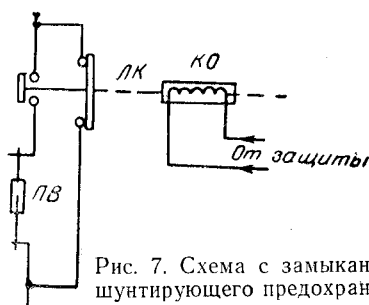 ЛК
КО
От защиты
ПВ
Рис. 7. Схема с замыкан
шунтирующего предохран